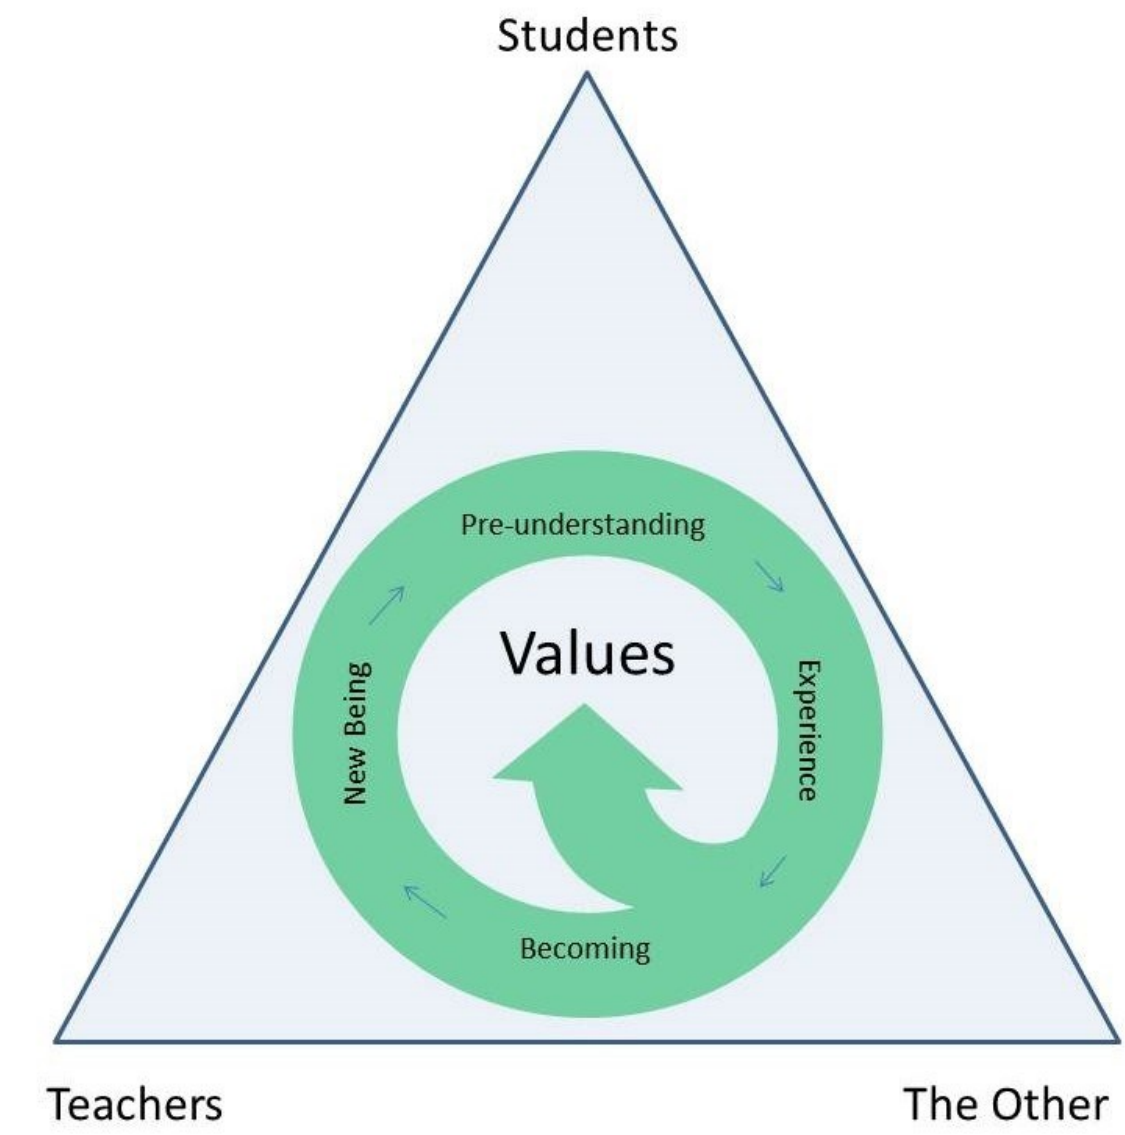 Students
Pre-understanding
Values
New Being
Experience
Becoming
Teachers
The Other